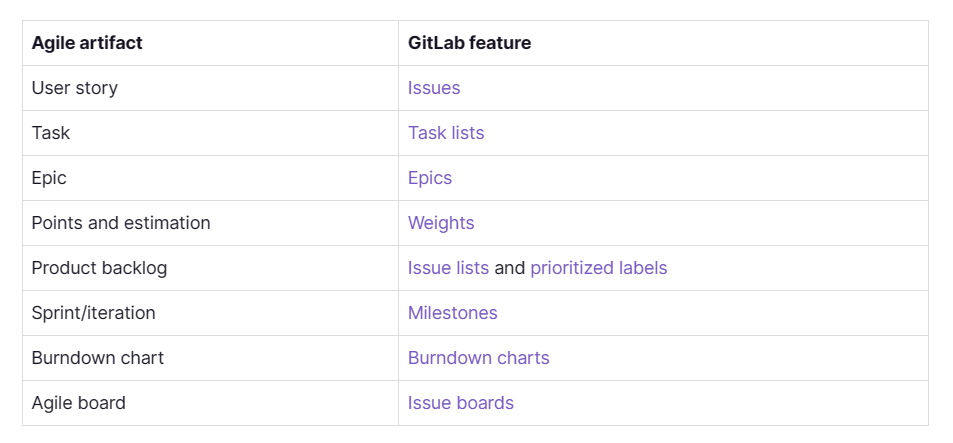 Agile artifact GitLab feature
User story Issues
Task Task lists
Epic Epics
Points and estimation Weights
Product backlog Issue lists and prioritized labels
Sprint/iteration Milestones
Burndown chart Burndown charts
Agile board Issue boards